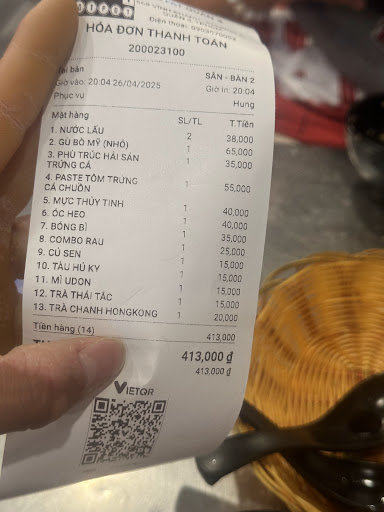 HÓA ĐƠN THANH TOÁN
200023100
Tại bàn
SÂN - BÀN 2
Giờ vào: 20:04 26/04/2025
Giờ in: 20:04
Phục vụ
Hung
Mặt hàng SL/TL T.Tiền
1. NƯỚC LẨU 2 38,000
2. GÙ BÒ MỸ (NHỎ) 1 65,000
3. PHÙ TRÚC HẢI SẢN TRỨNG CÁ 1 35,000
4. PASTE TÔM TRỨNG CÁ CHUỒN 1 55,000
5. MỰC THỦY TINH 1 40,000
6. ÓC HEO 1 40,000
7. BÓNG BÌ 1 35,000
8. COMBO RAU 1 25,000
9. CỦ SEN 1 15,000
10. TÀU HỦ KY 1 15,000
11. MÌ UDON 1 15,000
12. TRÀ THÁI TẮC 1 15,000
13. TRÀ CHANH HONGKONG 1 20,000
Tiền hàng (14) 413,000
413,000 ₫
413,000 ₫
VIETQR